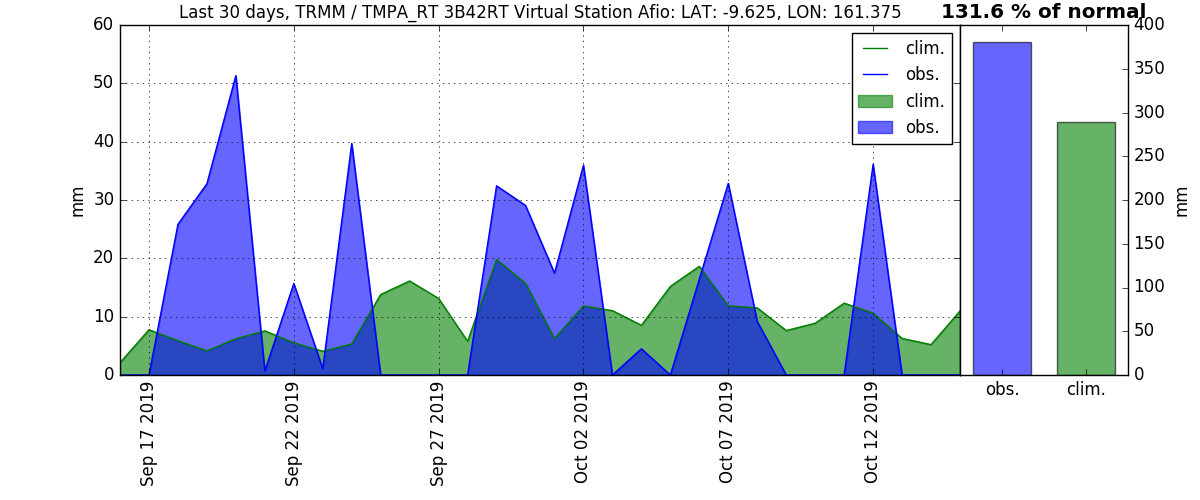 Last 30 days, TRMM / TMPA_RT 3B42RT Virtual Station Afio: LAT: -9.625, LON: 161.375
131.6 % of normal
60
50
40
30
20
10
0
mm
clim.
obs.
clim.
obs.
Sep 17 2019
Sep 22 2019
Sep 27 2019
Oct 02 2019
Oct 07 2019
Oct 12 2019
400
350
300
250
200
150
100
50
0
mm
obs.
clim.